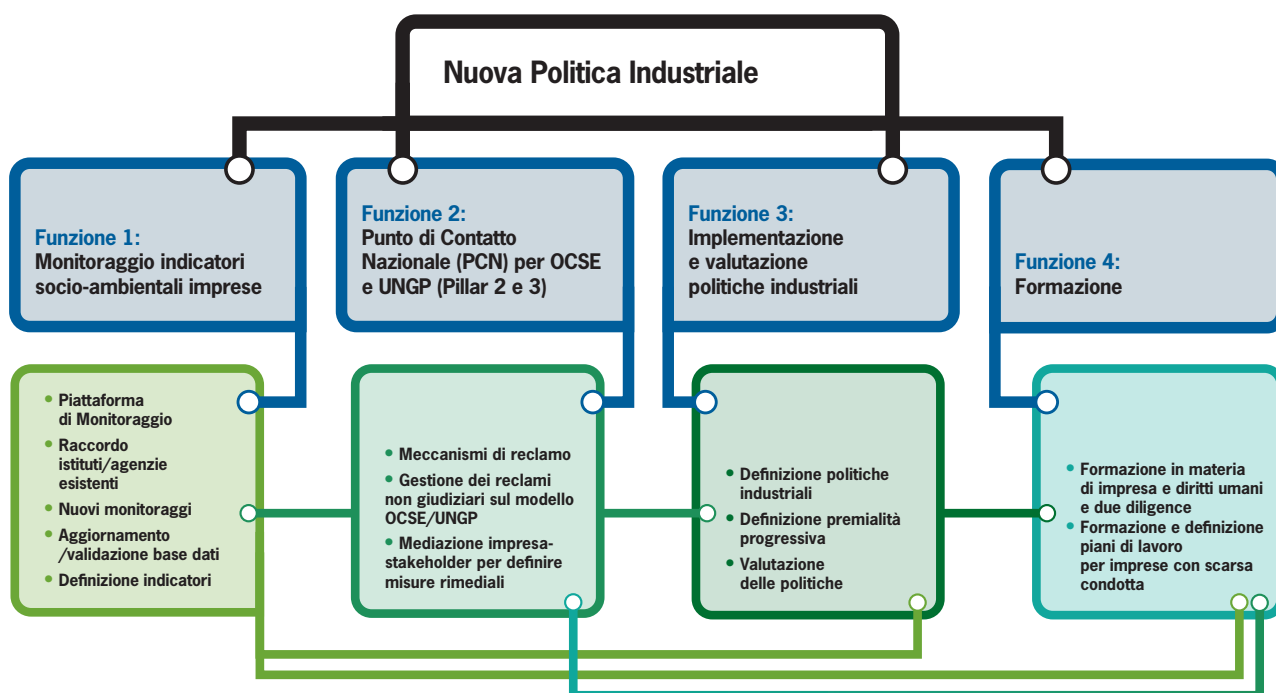 Nuova Politica Industriale
Funzione 1:
Monitoraggio indicatori
socio-ambientali imprese
Funzione 2:
Punto di Contatto
Nazionale (PCN) per OCSE
e UNGP (Pillar 2 e 3)
Funzione 3:
Implementazione
e valutazione
politiche industriali
Funzione 4:
Formazione
• Piattaforma
di Monitoraggio
• Raccordo
istituti/agenzie
esistenti
• Nuovi monitoraggi
• Aggiornamento
/validazione base dati
• Definizione indicatori
• Meccanismi di reclamo
• Gestione dei reclami
non giudiziari sul modello
OCSE/UNGP
• Mediazione impresa-
stakeholder per definire
misure rimediali
• Definizione politiche
industriali
• Definizione premialità
progressiva
• Valutazione
delle politiche
• Formazione in materia
di impresa e diritti umani
e due diligence
• Formazione e definizione
piani di lavoro
per imprese con scarsa
condotta